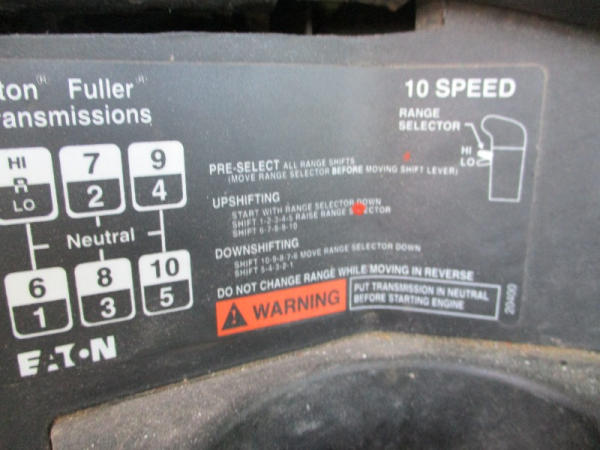 ton® Fuller®
ansmissions
10 SPEED
RANGE
SELECTOR
HI
LO
HI
R
LO
7
2
9
4
Neutral
6
1
8
3
10
5
EATON
PRE-SELECT ALL RANGE SHIFTS
(MOVE RANGE SELECTOR BEFORE MOVING SHIFT LEVER)
UPSHIFTING
START WITH RANGE SELECTOR DOWN
SHIFT 1-2-3-4-5 RAISE RANGE SELECTOR
SHIFT 6-7-8-9-10
DOWNSHIFTING
SHIFT 10-9-8-7-6 MOVE RANGE SELECTOR DOWN
SHIFT 5-4-3-2-1
DO NOT CHANGE RANGE WHILE MOVING IN REVERSE
WARNING
PUT TRANSMISSION IN NEUTRAL
BEFORE STARTING ENGINE
20400